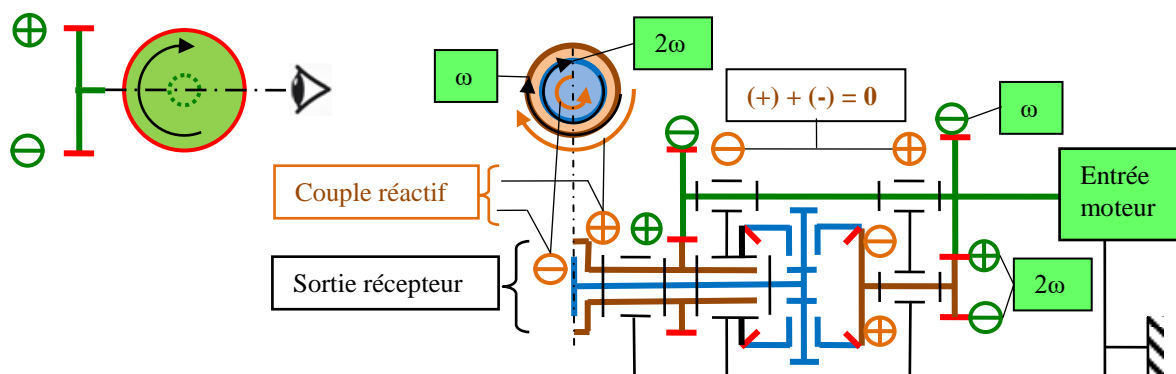 2ω
ω
(+) + (-) = 0
ω
Couple réactif
Entrée
moteur
Sortie récepteur
2ω